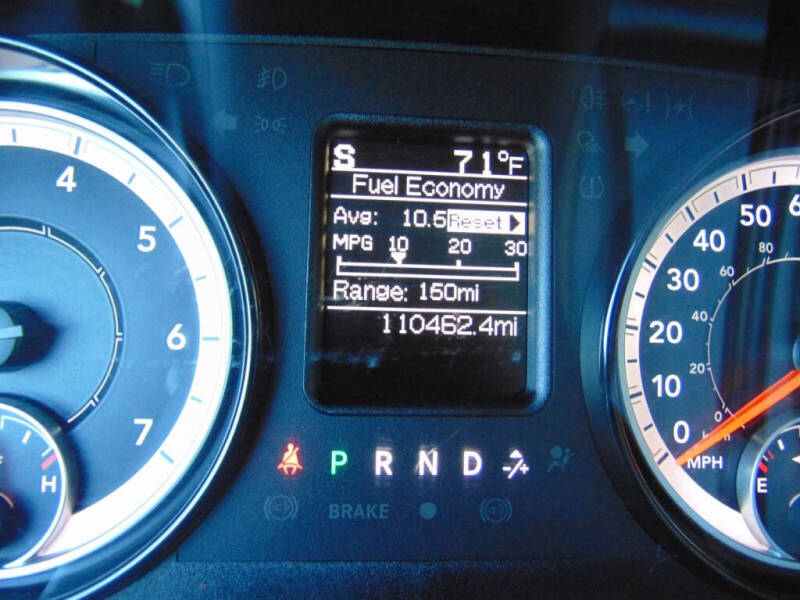 S 71°F
Fuel Economy
Avg: 10.5 Reset
MPG 10 20 30
Range: 150mi
110462.4mi
P R N D -/+
BRAKE
4
5
6
7
H
50
40
30
20
10
0
MPH
80
60
40
20
0
E